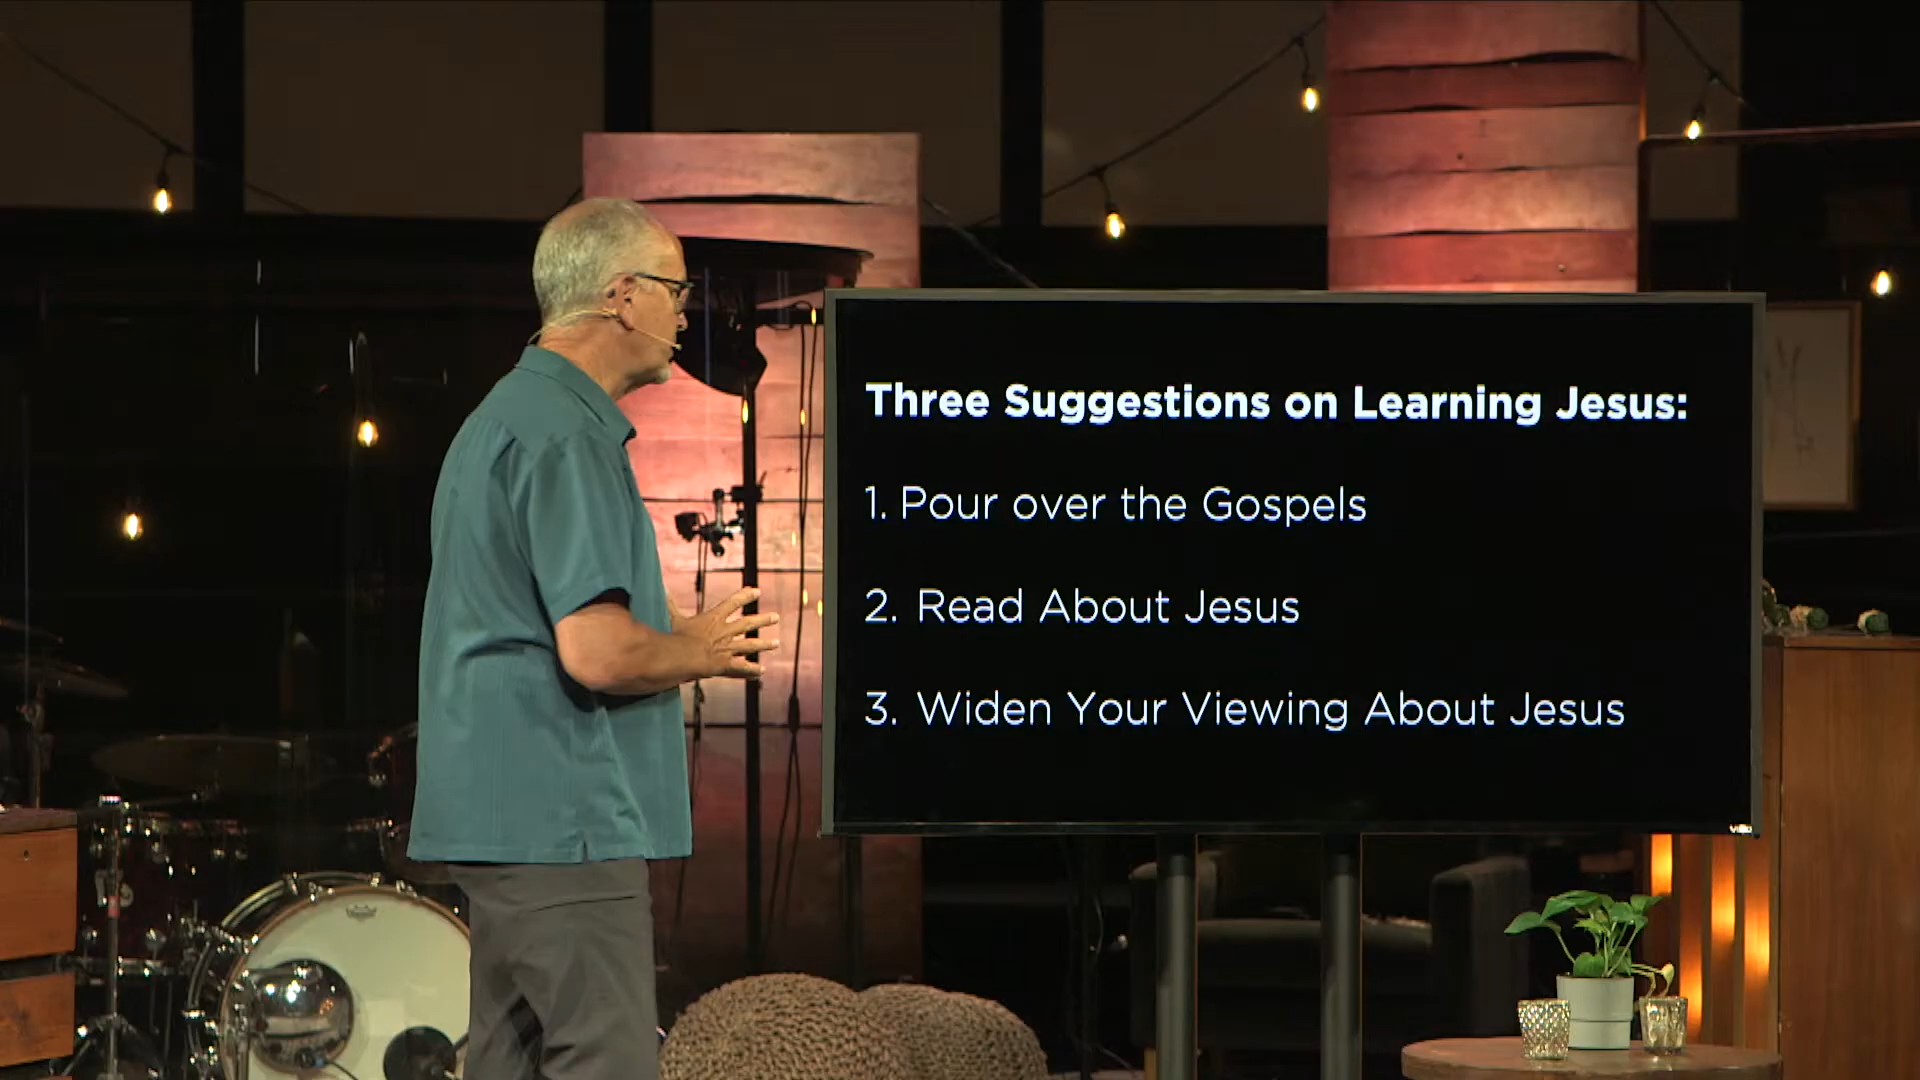 Three Suggestions on Learning Jesus:
1. Pour over the Gospels
2. Read About Jesus
3. Widen Your Viewing About Jesus